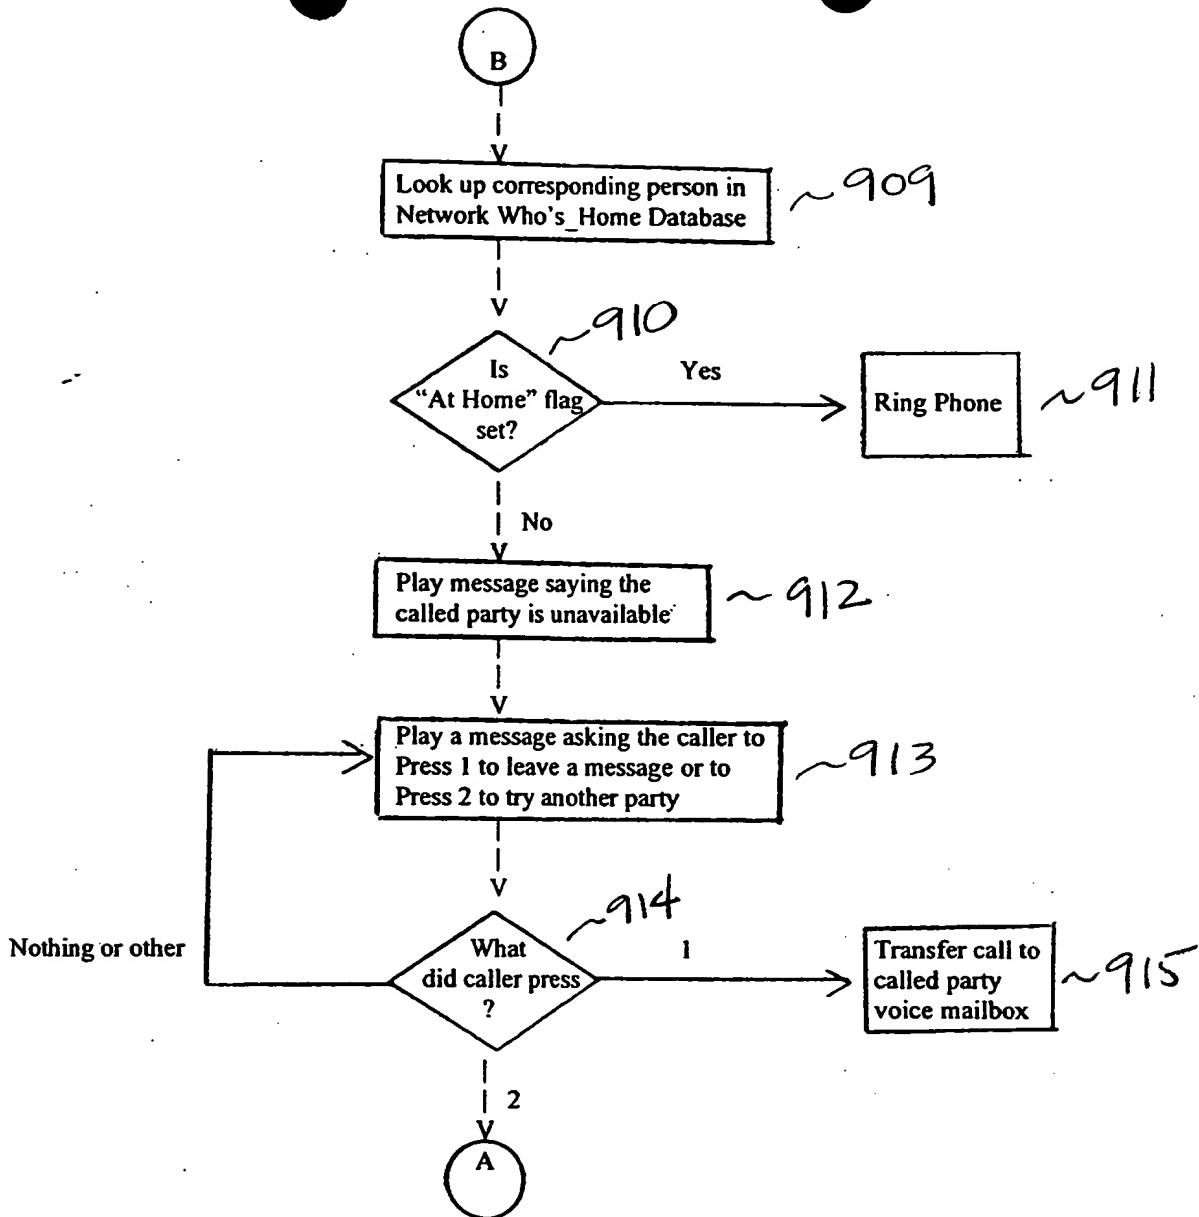 B
Look up corresponding person in
Network Who's_Home Database
~909
~910
Is
“At Home” flag
set?
Yes
Ring Phone
~911
No
Play message saying the
called party is unavailable
~912
Play a message asking the caller to
Press 1 to leave a message or to
Press 2 to try another party
~913
~914
What
did caller press
?
Nothing or other
1
Transfer call to
called party
voice mailbox
~915
2
A